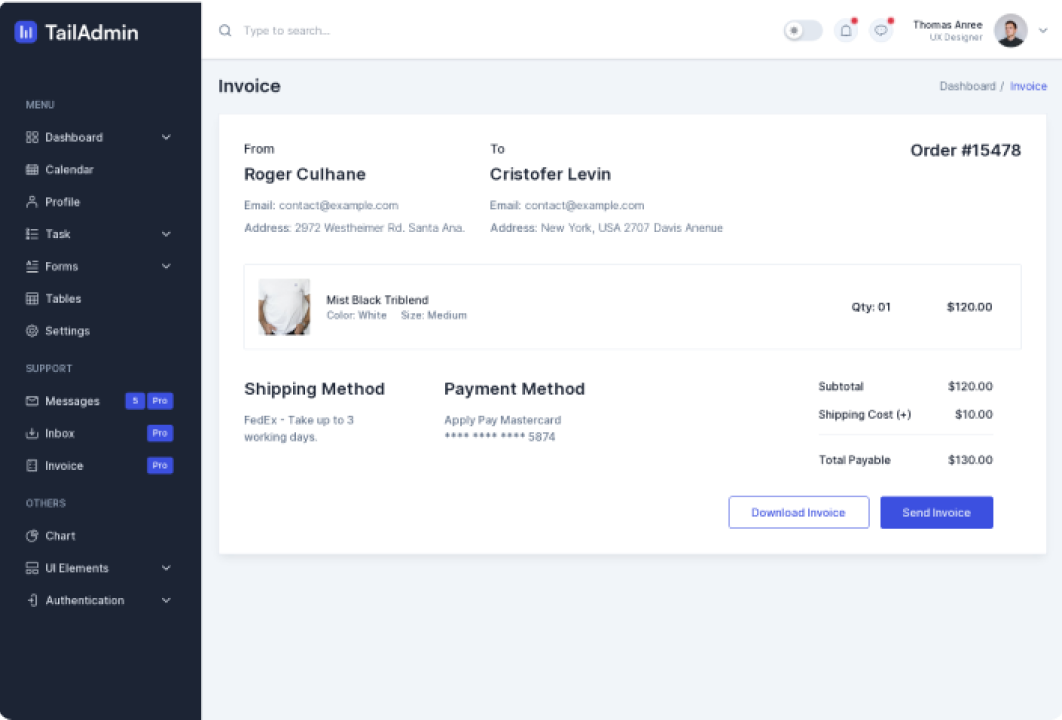 TailAdmin
Type to search...
Thomas Anree
UX Designer
MENU
Dashboard
Calendar
Profile
Task
Forms
Tables
Settings
SUPPORT
Messages 5 Pro
Inbox Pro
Invoice Pro
OTHERS
Chart
UI Elements
Authentication
Invoice
Dashboard / Invoice
From
Roger Culhane
Email: contact@example.com
Address: 2972 Westheimer Rd. Santa Ana.
To
Cristofer Levin
Email: contact@example.com
Address: New York, USA 2707 Davis Anenue
Order #15478
Mist Black Triblend
Color: White Size: Medium
Qty: 01 $120.00
Shipping Method
FedEx - Take up to 3
working days.
Payment Method
Apply Pay Mastercard
**** **** **** 5874
Subtotal $120.00
Shipping Cost (+) $10.00
Total Payable $130.00
Download Invoice Send Invoice